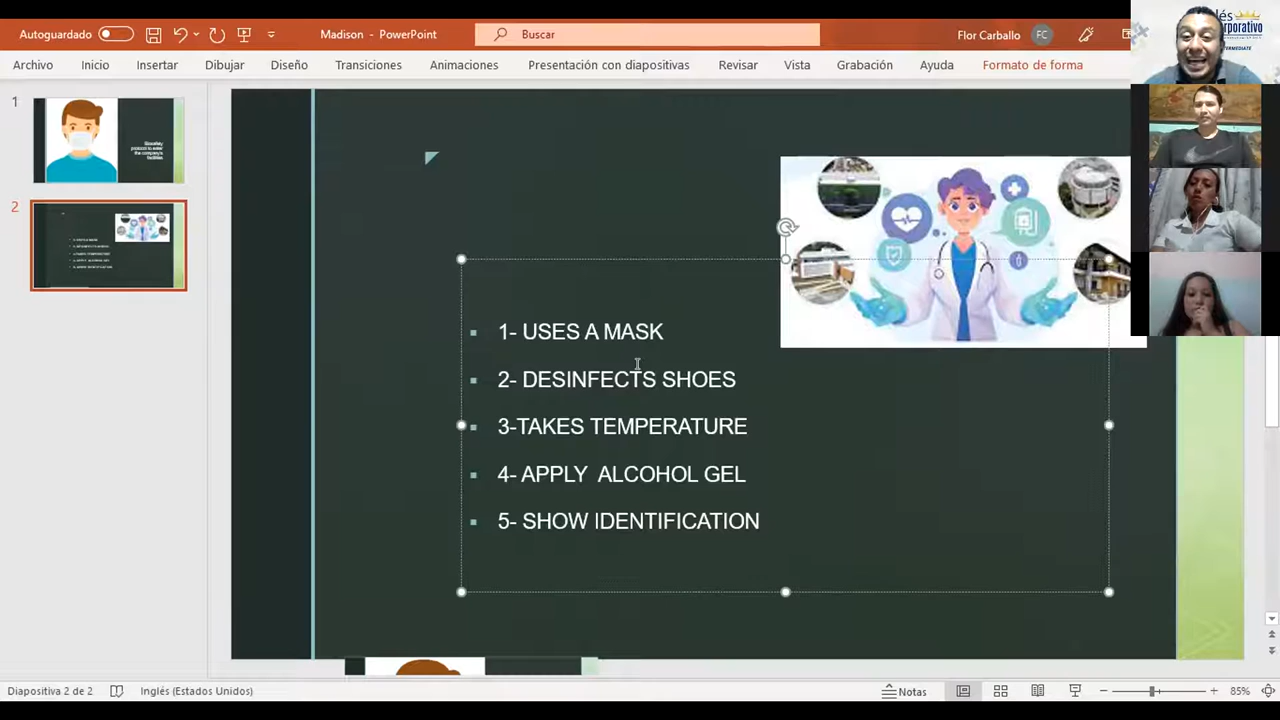 Autoguardado
Madison - PowerPoint
Buscar
Flor Carballo
FC
Archivo
Inicio
Insertar
Dibujar
Diseño
Transiciones
Animaciones
Presentación con diapositivas
Revisar
Vista
Grabación
Ayuda
Formato de forma
1
2
1- USES A MASK
2- DESINFECTS SHOES
3-TAKES TEMPERATURE
4- APPLY ALCOHOL GEL
5- SHOW IDENTIFICATION
Diapositiva 2 de 2
Inglés (Estados Unidos)
Notas
85%